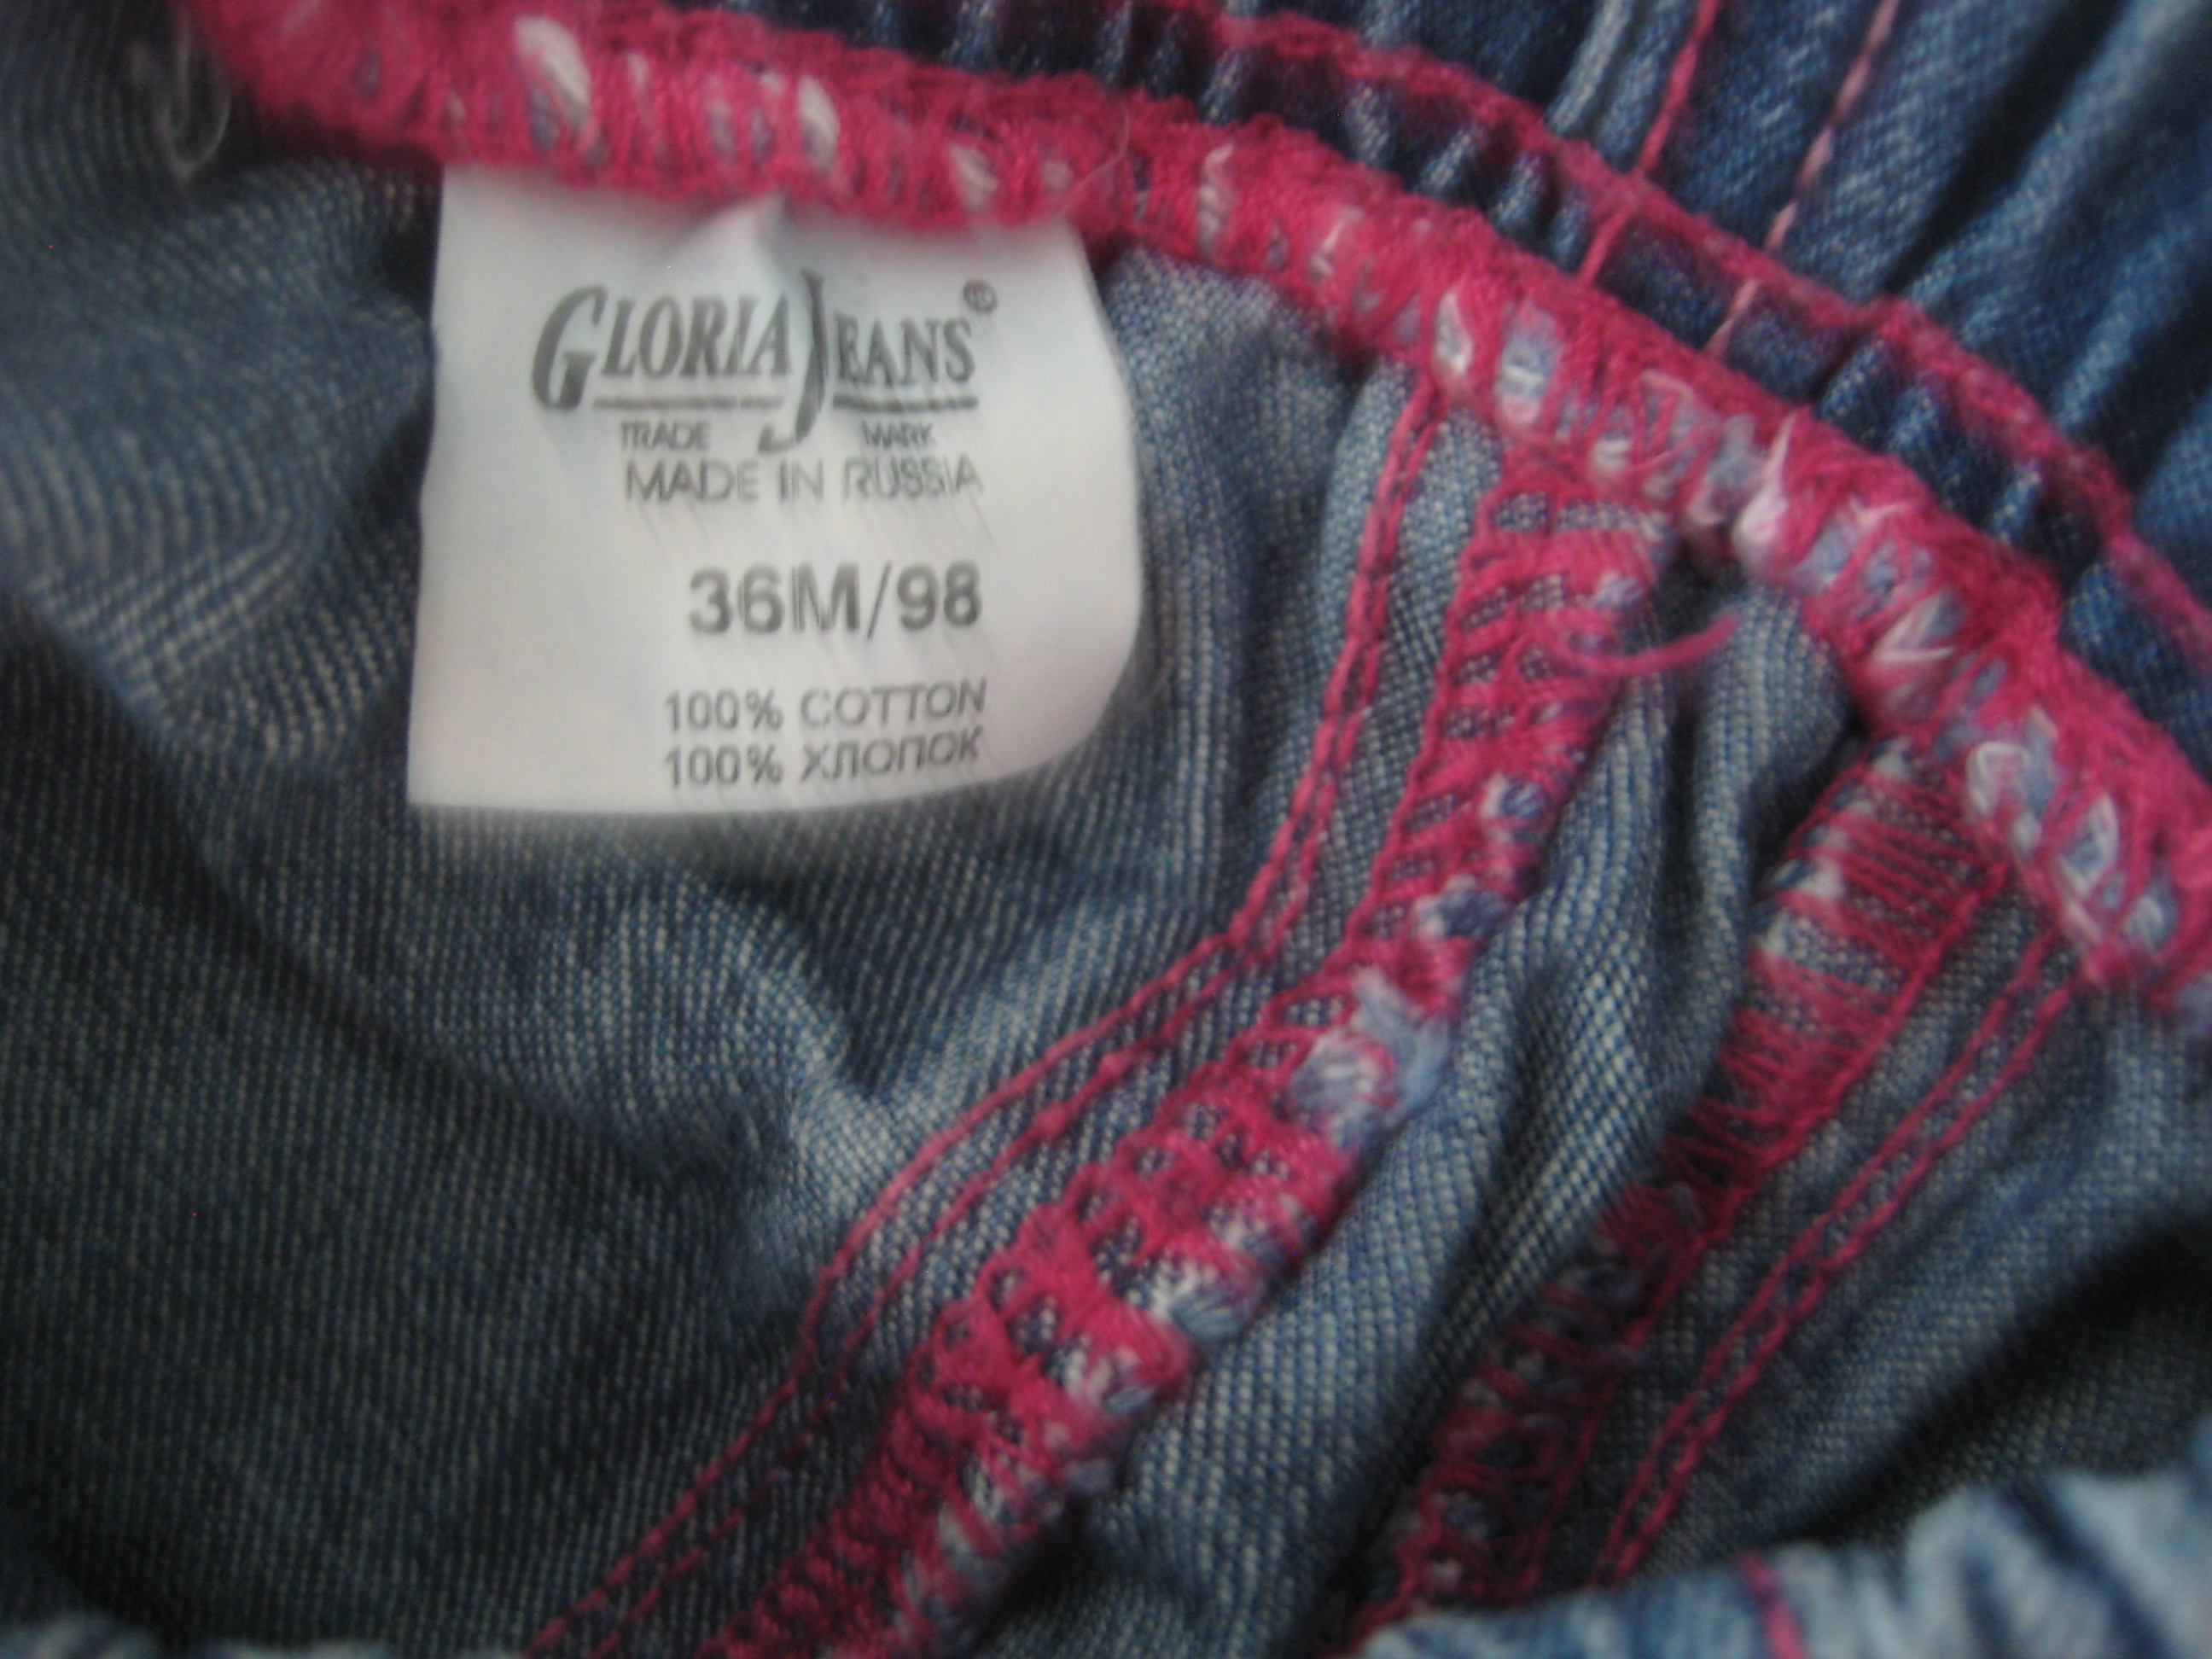 GLORIA JEANS®
TRADE MARK
MADE IN RUSSIA
36M/98
100% COTTON
100% ХЛОПОК